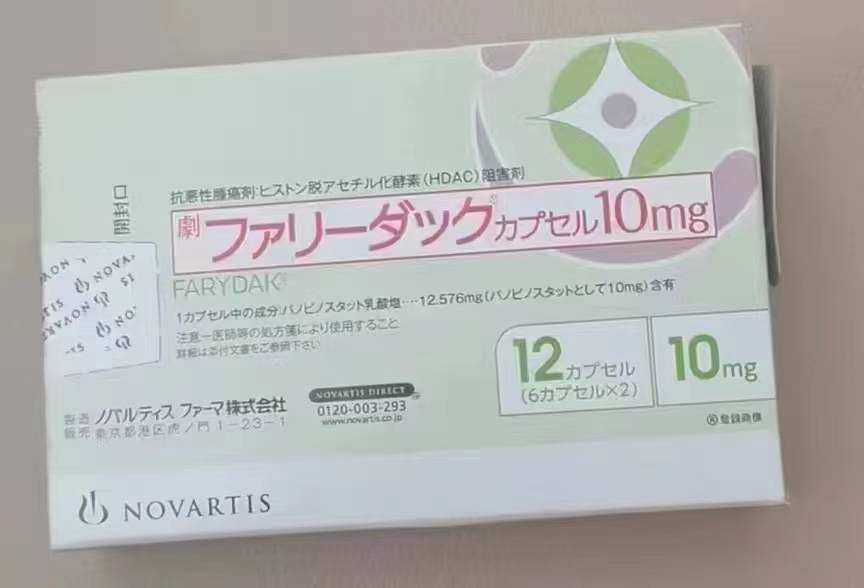 開封口
抗悪性腫瘍剤:ヒストン脱アセチル化酵素(HDAC)阻害剤
劇 ファリーダック®カプセル10mg
FARYDAK®
1カプセル中の成分:パノビノスタット乳酸塩‥‥12.576mg(パノビノスタットとして10mg)含有
注意-医師等の処方箋により使用すること
詳細は添付文書をご参照下さい
12カプセル
(6カプセル×2)
10mg
®登録商標
製造
販売
ノバルティス ファーマ株式会社
東京都港区虎ノ門1-23-1
NOVARTIS DIRECT
0120-003-293
www.novartis.co.jp
NOVARTIS